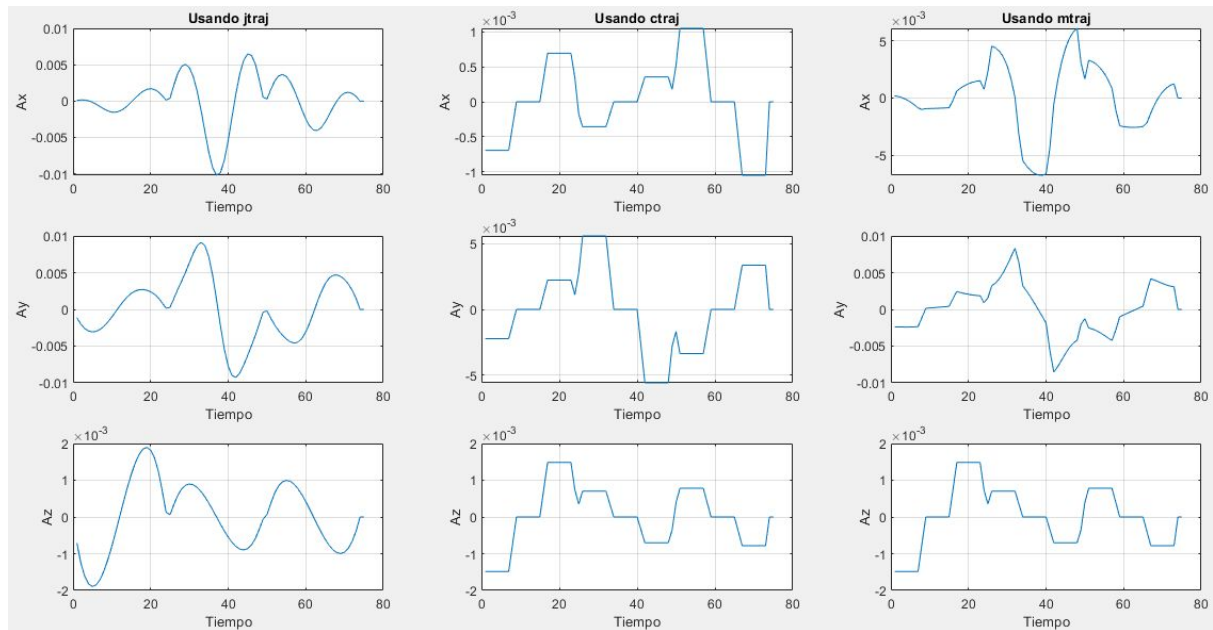 Usando jtraj
0.01
0.005
0
-0.005
-0.01
Ax
0 20 40 60 80
Tiempo
Usando ctraj
×10⁻³
1
0.5
0
-0.5
-1
Ax
0 20 40 60 80
Tiempo
Usando mtraj
×10⁻³
5
0
-5
Ax
0 20 40 60 80
Tiempo
0.01
0.005
0
-0.005
-0.01
Ay
0 20 40 60 80
Tiempo
×10⁻³
5
0
-5
Ay
0 20 40 60 80
Tiempo
0.01
0.005
0
-0.005
-0.01
Ay
0 20 40 60 80
Tiempo
×10⁻³
2
1
0
-1
-2
Az
0 20 40 60 80
Tiempo
×10⁻³
2
1
0
-1
-2
Az
0 20 40 60 80
Tiempo
×10⁻³
2
1
0
-1
-2
Az
0 20 40 60 80
Tiempo